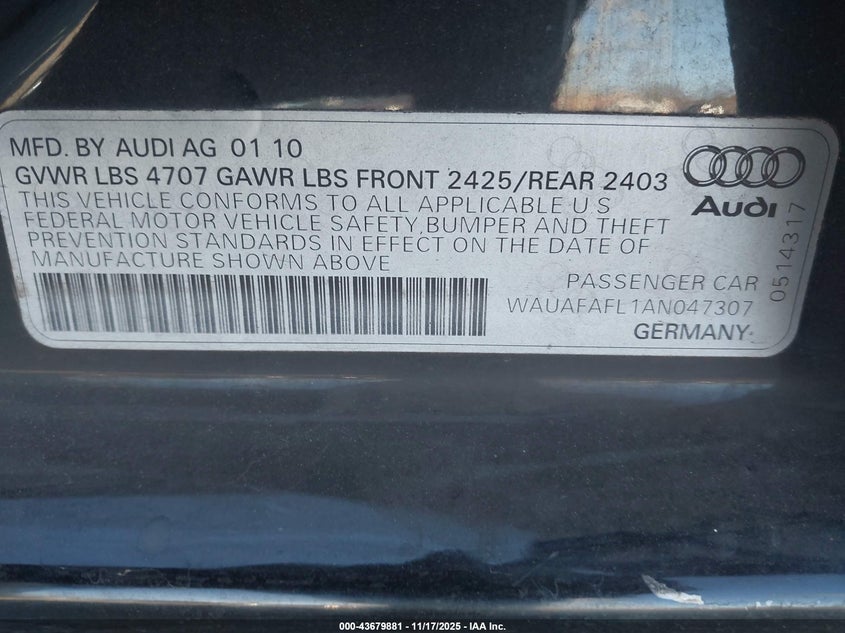 MFD. BY AUDI AG 01 10
GVWR LBS 4707 GAWR LBS FRONT 2425/REAR 2403
THIS VEHICLE CONFORMS TO ALL APPLICABLE U S
FEDERAL MOTOR VEHICLE SAFETY,BUMPER AND THEFT
PREVENTION STANDARDS IN EFFECT ON THE DATE OF
MANUFACTURE SHOWN ABOVE
Audi
0514317
PASSENGER CAR
WAUAFAFL1AN047307
GERMANY
000-43679881 - 11/17/2025 - IAA Inc.